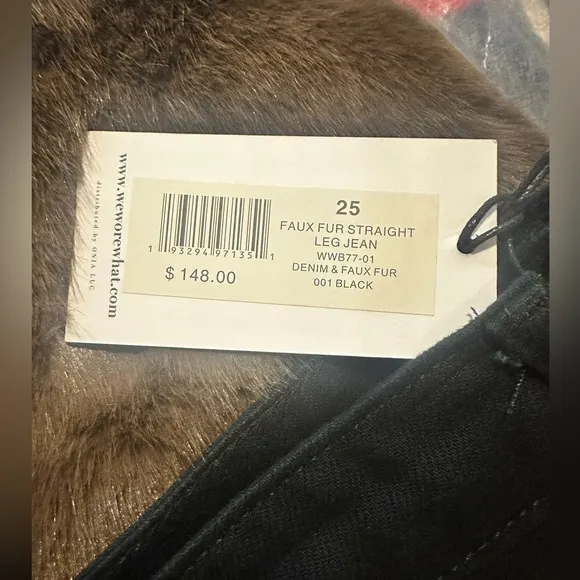 www.weworewhat.com
distributed by ONIA LLC
1 93294 97135 1
$ 148.00
25
FAUX FUR STRAIGHT
LEG JEAN
WWB77-01
DENIM & FAUX FUR
001 BLACK